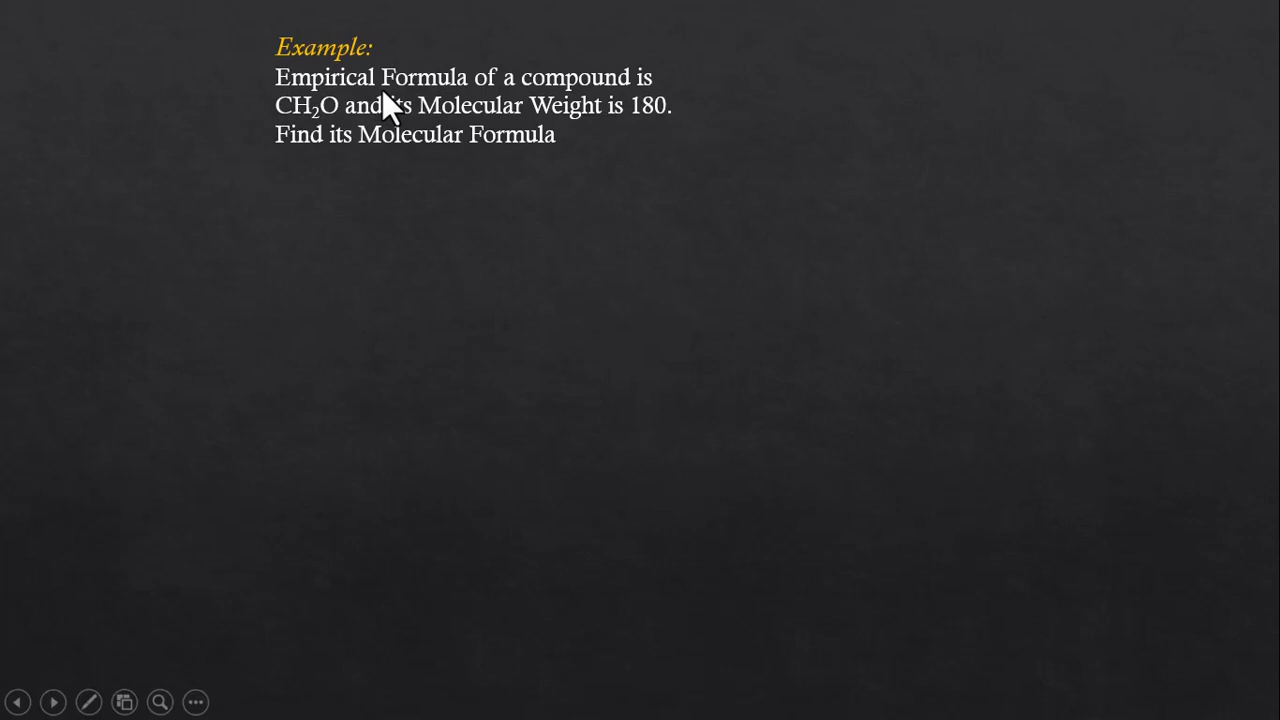 Example:
Empirical Formula of a compound is
CH₂O and its Molecular Weight is 180.
Find its Molecular Formula